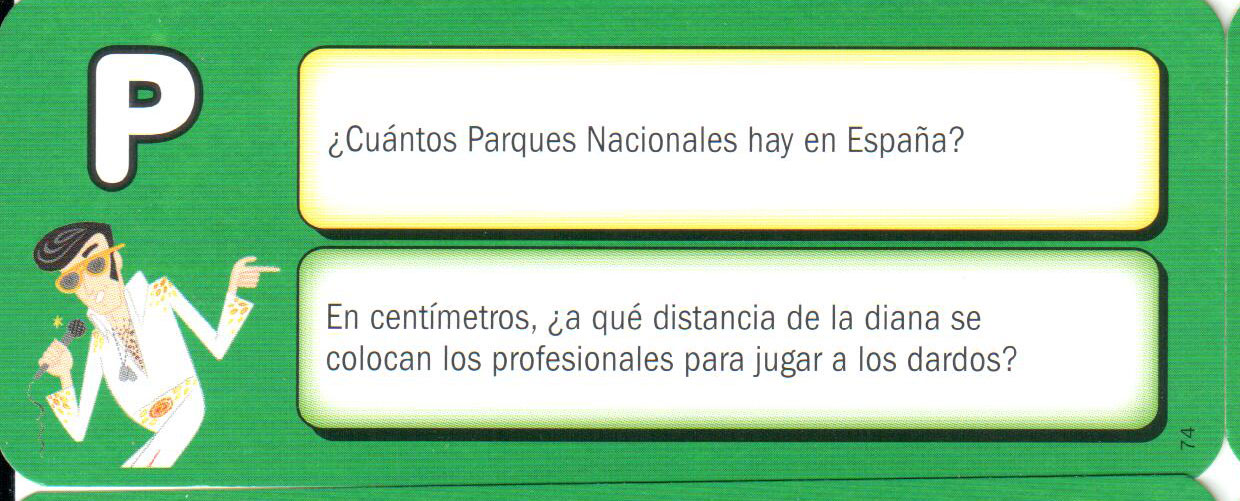 P
¿Cuántos Parques Nacionales hay en España?
En centímetros, ¿a qué distancia de la diana se
colocan los profesionales para jugar a los dardos?
74